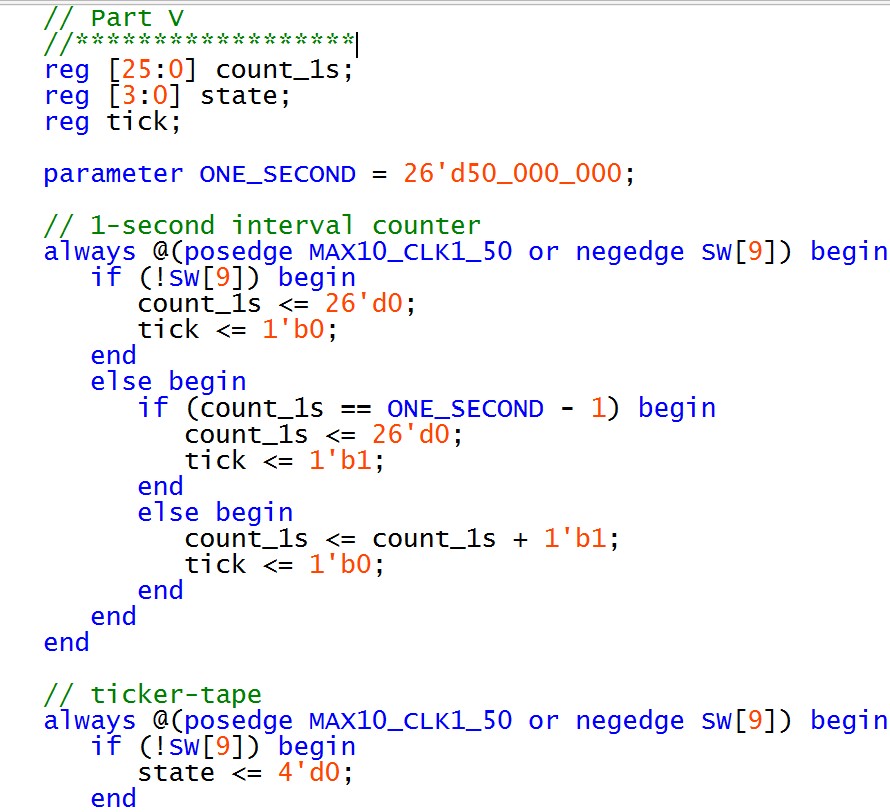 // Part V
//******************
reg [25:0] count_1s;
reg [3:0] state;
reg tick;
parameter ONE_SECOND = 26'd50_000_000;
// 1-second interval counter
always @(posedge MAX10_CLK1_50 or negedge SW[9]) begin
if (!SW[9]) begin
count_1s <= 26'd0;
tick <= 1'b0;
end
else begin
if (count_1s == ONE_SECOND - 1) begin
count_1s <= 26'd0;
tick <= 1'b1;
end
else begin
count_1s <= count_1s + 1'b1;
tick <= 1'b0;
end
end
end
// ticker-tape
always @(posedge MAX10_CLK1_50 or negedge SW[9]) begin
if (!SW[9]) begin
state <= 4'd0;
end